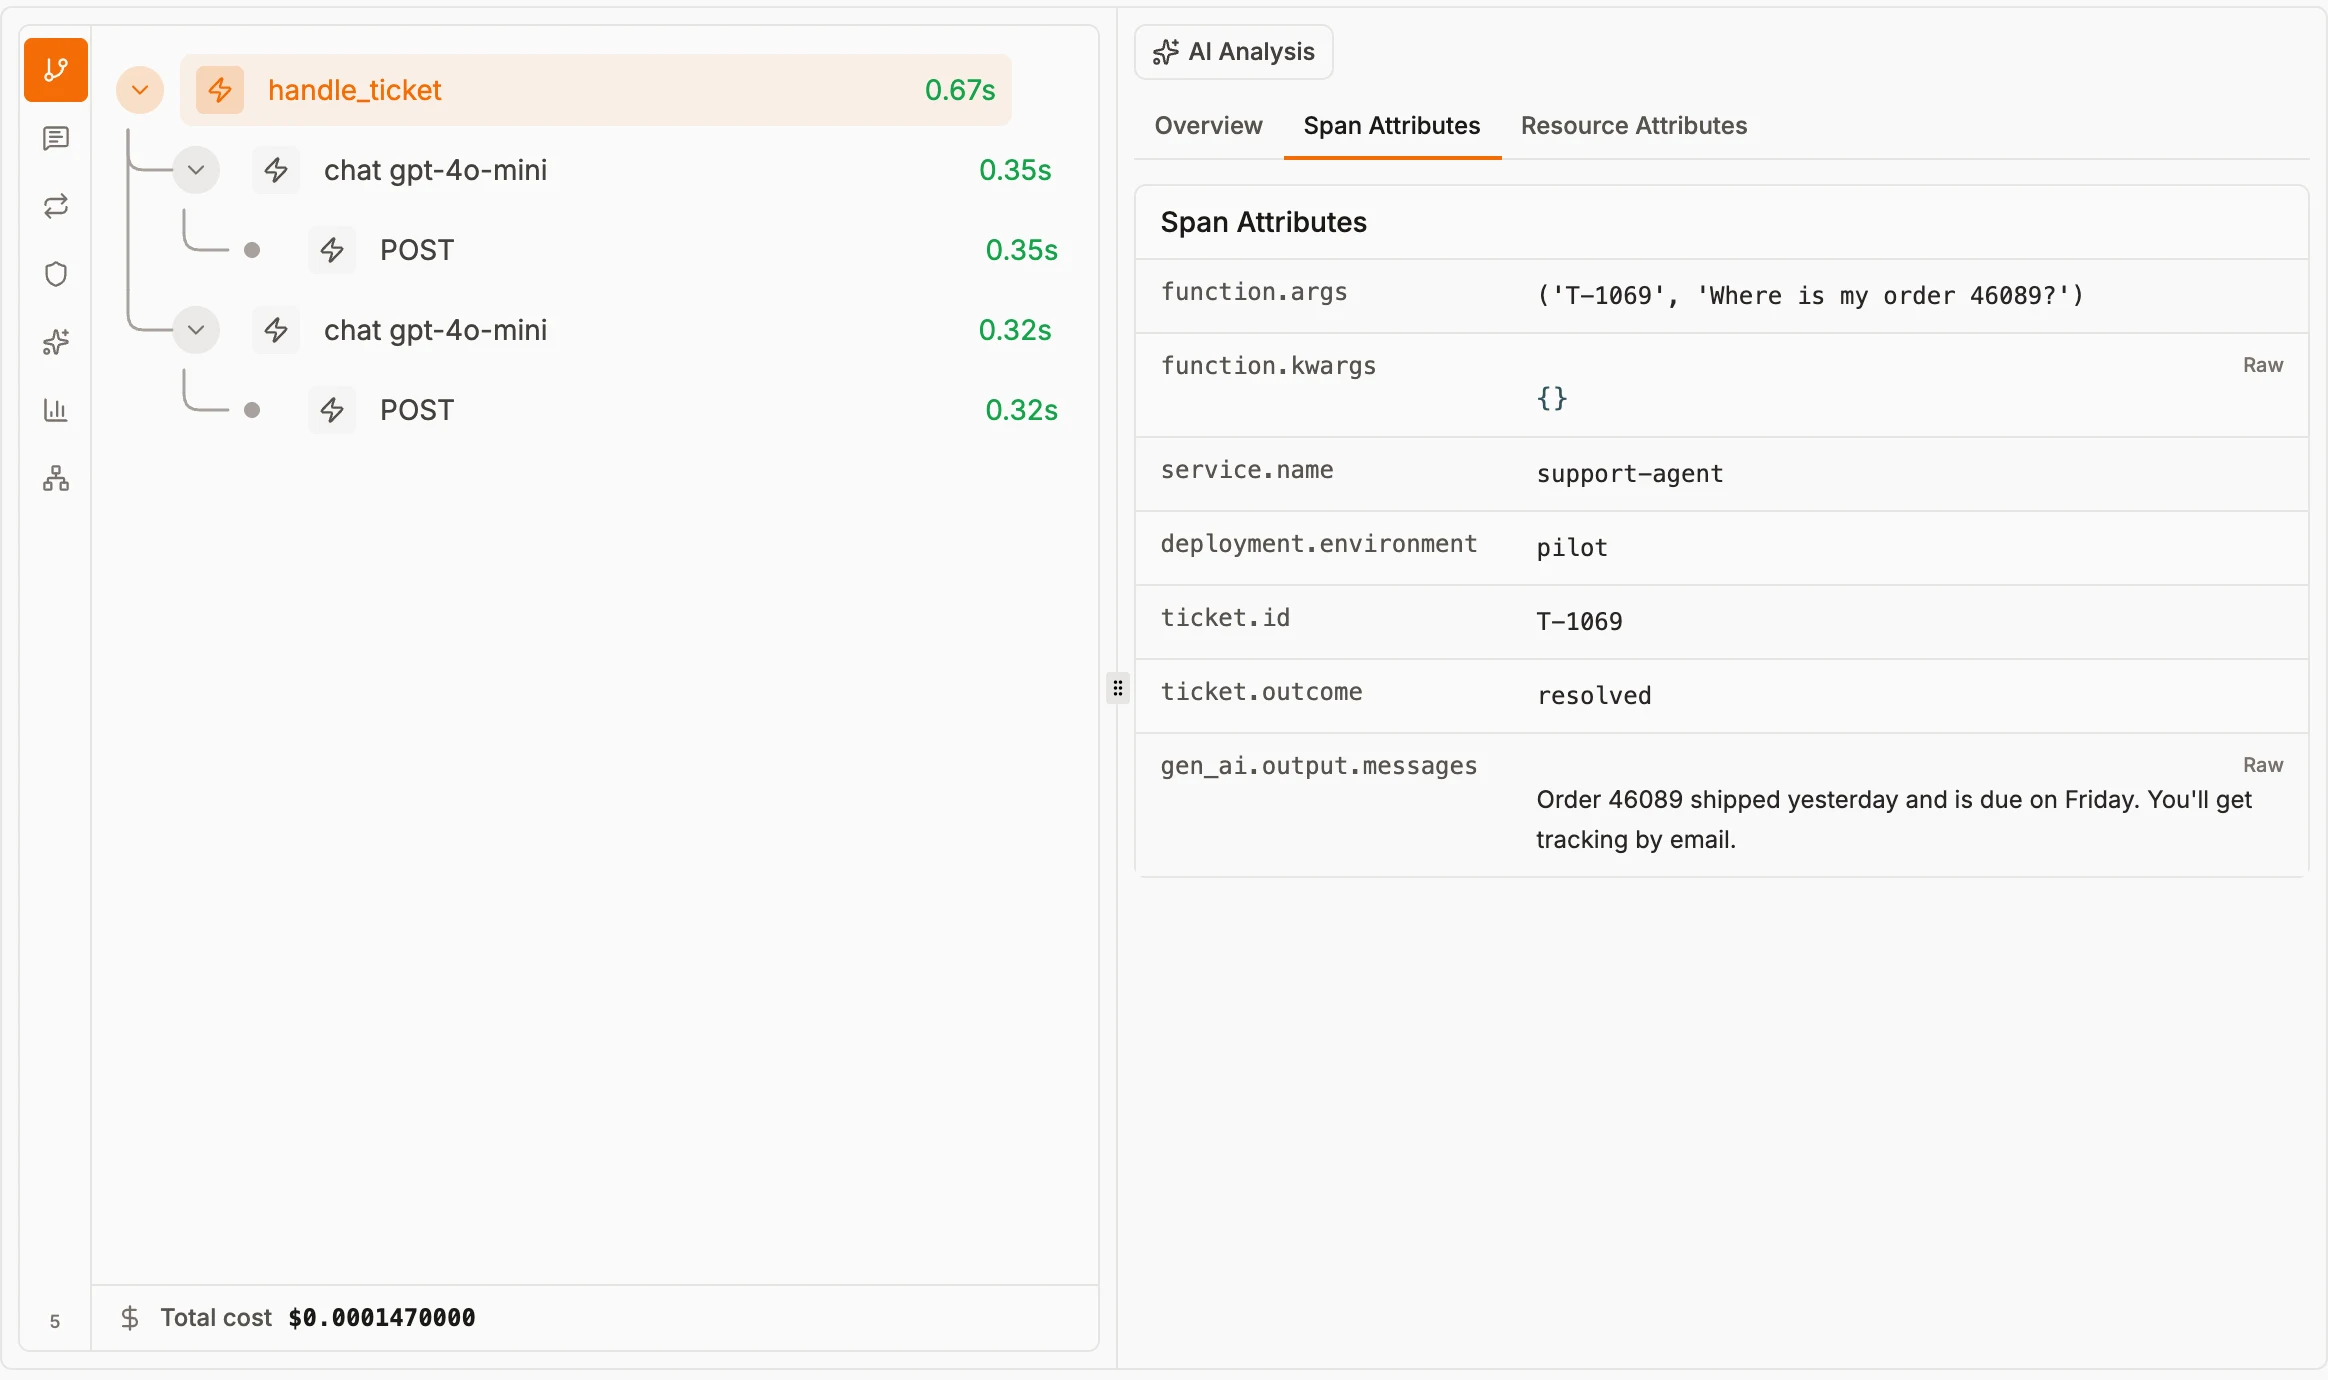 handle_ticket 0.67s
chat gpt-4o-mini 0.35s
POST 0.35s
chat gpt-4o-mini 0.32s
POST 0.32s
5
$ Total cost $0.0001470000
AI Analysis
Overview Span Attributes Resource Attributes
Span Attributes
function.args ('T-1069', 'Where is my order 46089?')
function.kwargs Raw
{}
service.name support-agent
deployment.environment pilot
ticket.id T-1069
ticket.outcome resolved
gen_ai.output.messages Raw
Order 46089 shipped yesterday and is due on Friday. You'll get
tracking by email.